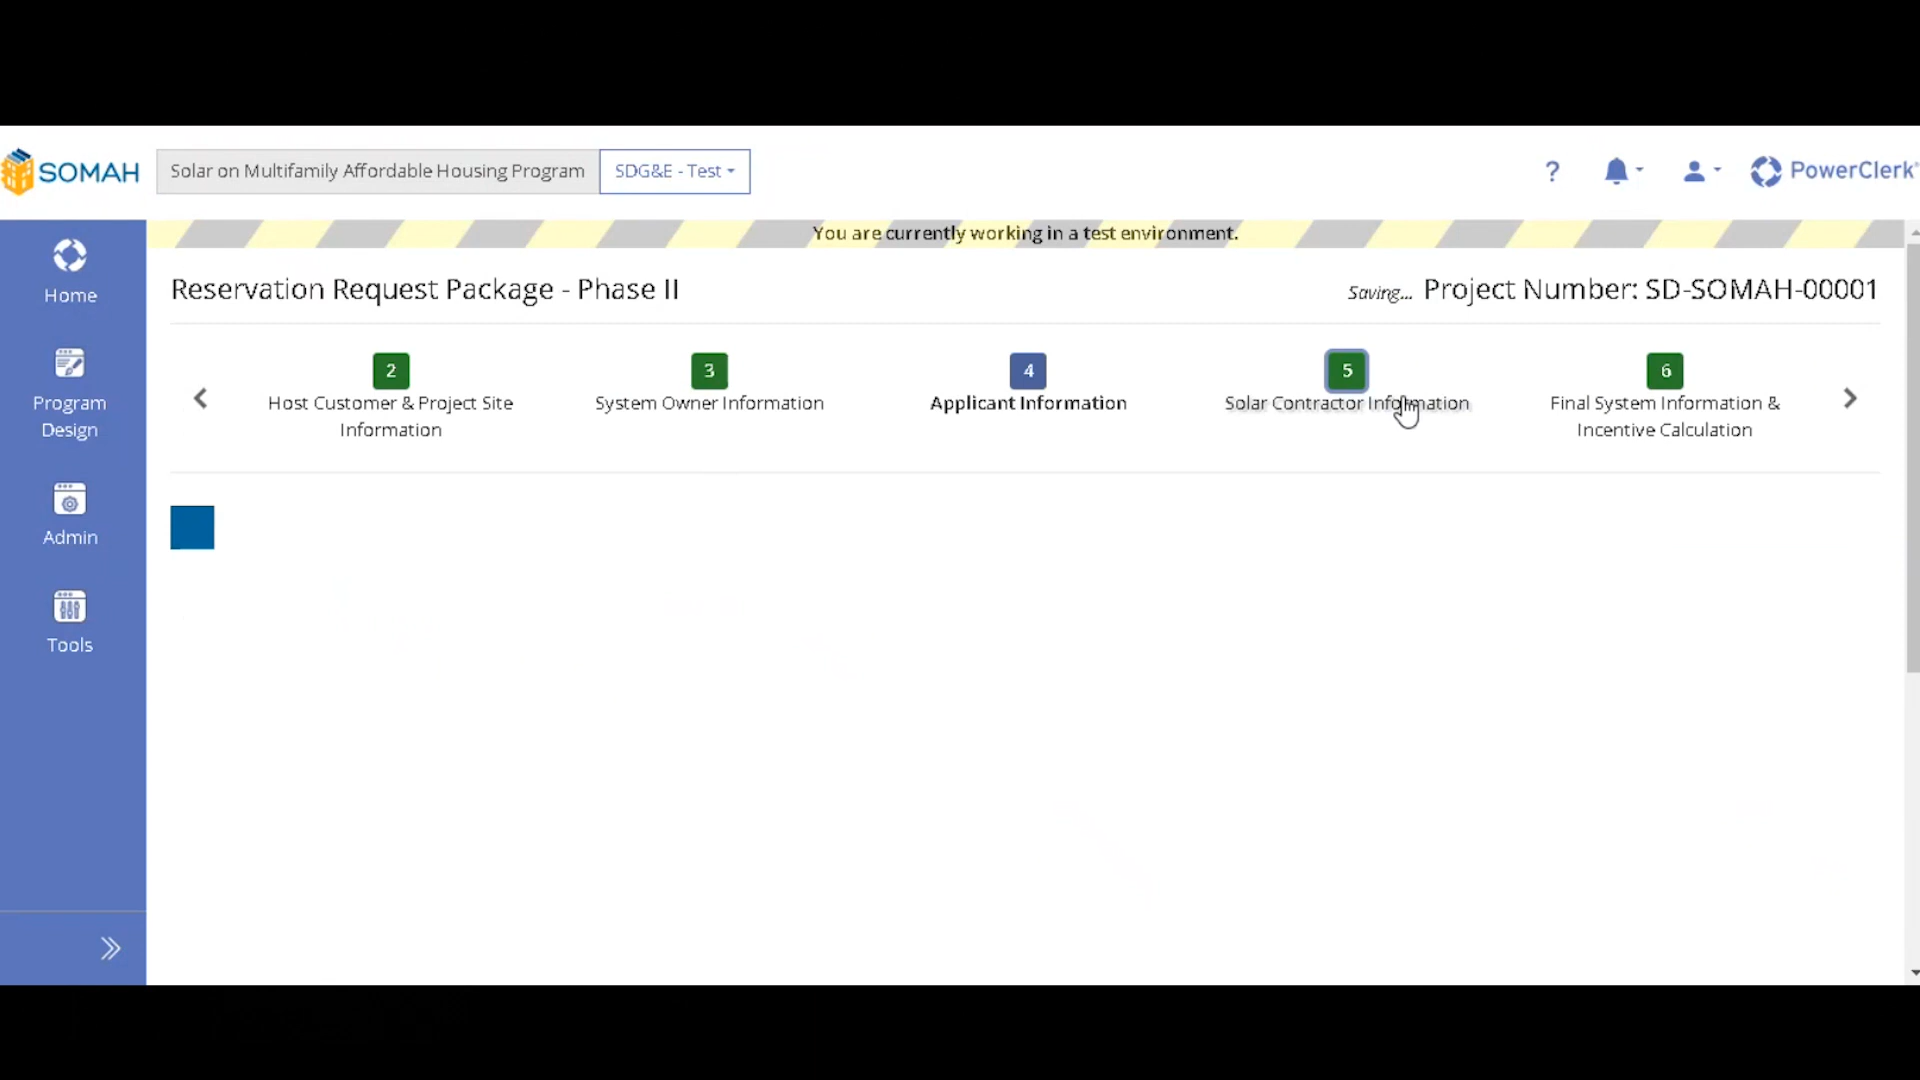 SOMAH
Solar on Multifamily Affordable Housing Program
SDG&E - Test
?
PowerClerk
You are currently working in a test environment.
Home
Program
Design
Admin
Tools
Reservation Request Package - Phase II
Saving... Project Number: SD-SOMAH-00001
2
Host Customer & Project Site
Information
3
System Owner Information
4
Applicant Information
5
Solar Contractor Information
6
Final System Information &
Incentive Calculation